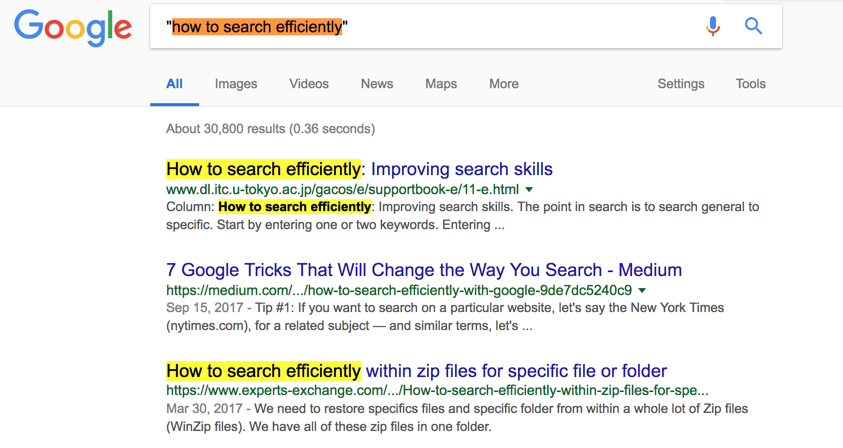 Google
"how to search efficiently"
All Images Videos News Maps More Settings Tools
About 30,800 results (0.36 seconds)
How to search efficiently: Improving search skills
www.dl.itc.u-tokyo.ac.jp/gacos/e/supportbook-e/11-e.html
Column: How to search efficiently: Improving search skills. The point in search is to search general to
specific. Start by entering one or two keywords. Entering ...
7 Google Tricks That Will Change the Way You Search - Medium
https://medium.com/.../how-to-search-efficiently-with-google-9de7dc5240c9
Sep 15, 2017 - Tip #1: If you want to search on a particular website, let's say the New York Times
(nytimes.com), for a related subject — and similar terms, let's ...
How to search efficiently within zip files for specific file or folder
https://www.experts-exchange.com/.../How-to-search-efficiently-within-zip-files-for-spe...
Mar 30, 2017 - We need to restore specifics files and specific folder from within a whole lot of Zip files
(WinZip files). We have all of these zip files in one folder.